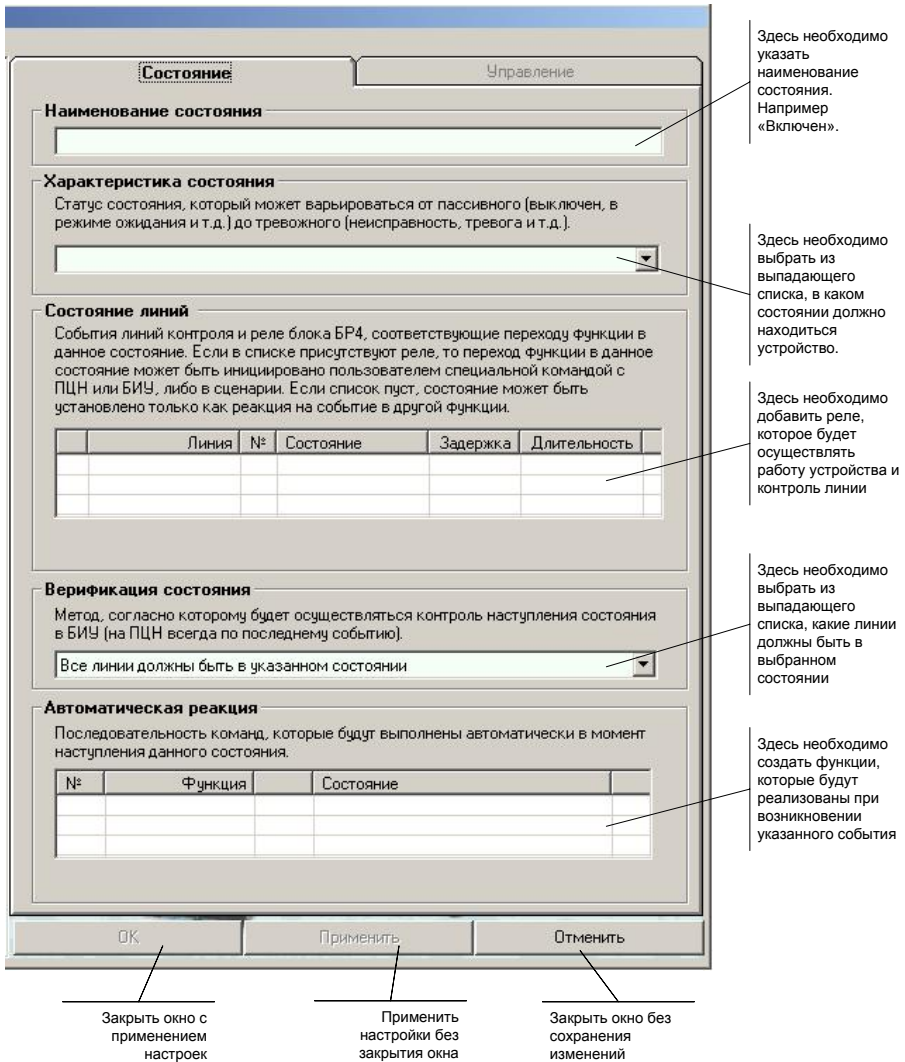 Состояние
Управление
Наименование состояния
Здесь необходимо
указать
наименование
состояния.
Например
«Включен».
Характеристика состояния
Статус состояния, который может варьироваться от пассивного (выключен, в
режиме ожидания и т.д.) до тревожного (неисправность, тревога и т.д.).
Здесь необходимо
выбрать из
выпадающего
списка, в каком
состоянии должно
находиться
устройство.
Состояние линий
События линий контроля и реле блока БР4, соответствующие переходу функции в
данное состояние. Если в списке присутствуют реле, то переход функции в данное
состояние может быть инициировано пользователем специальной командой с
ПЦН или БИУ, либо в сценарии. Если список пуст, состояние может быть
установлено только как реакция на событие в другой функции.
Линия № Состояние Задержка Длительность
Здесь необходимо
добавить реле,
которое будет
осуществлять
работу устройства и
контроль линии
Верификация состояния
Метод, согласно которому будет осуществляться контроль наступления состояния
в БИУ (на ПЦН всегда по последнему событию).
Все линии должны быть в указанном состоянии
Здесь необходимо
выбрать из
выпадающего
списка, какие линии
должны быть в
выбранном
состоянии
Автоматическая реакция
Последовательность команд, которые будут выполнены автоматически в момент
наступления данного состояния.
№ Функция Состояние
Здесь необходимо
создать функции,
которые будут
реализованы при
возникновении
указанного события
OK
Применить
Отменить
Закрыть окно с
применением
настроек
Применить
настройки без
закрытия окна
Закрыть окно без
сохранения
изменений